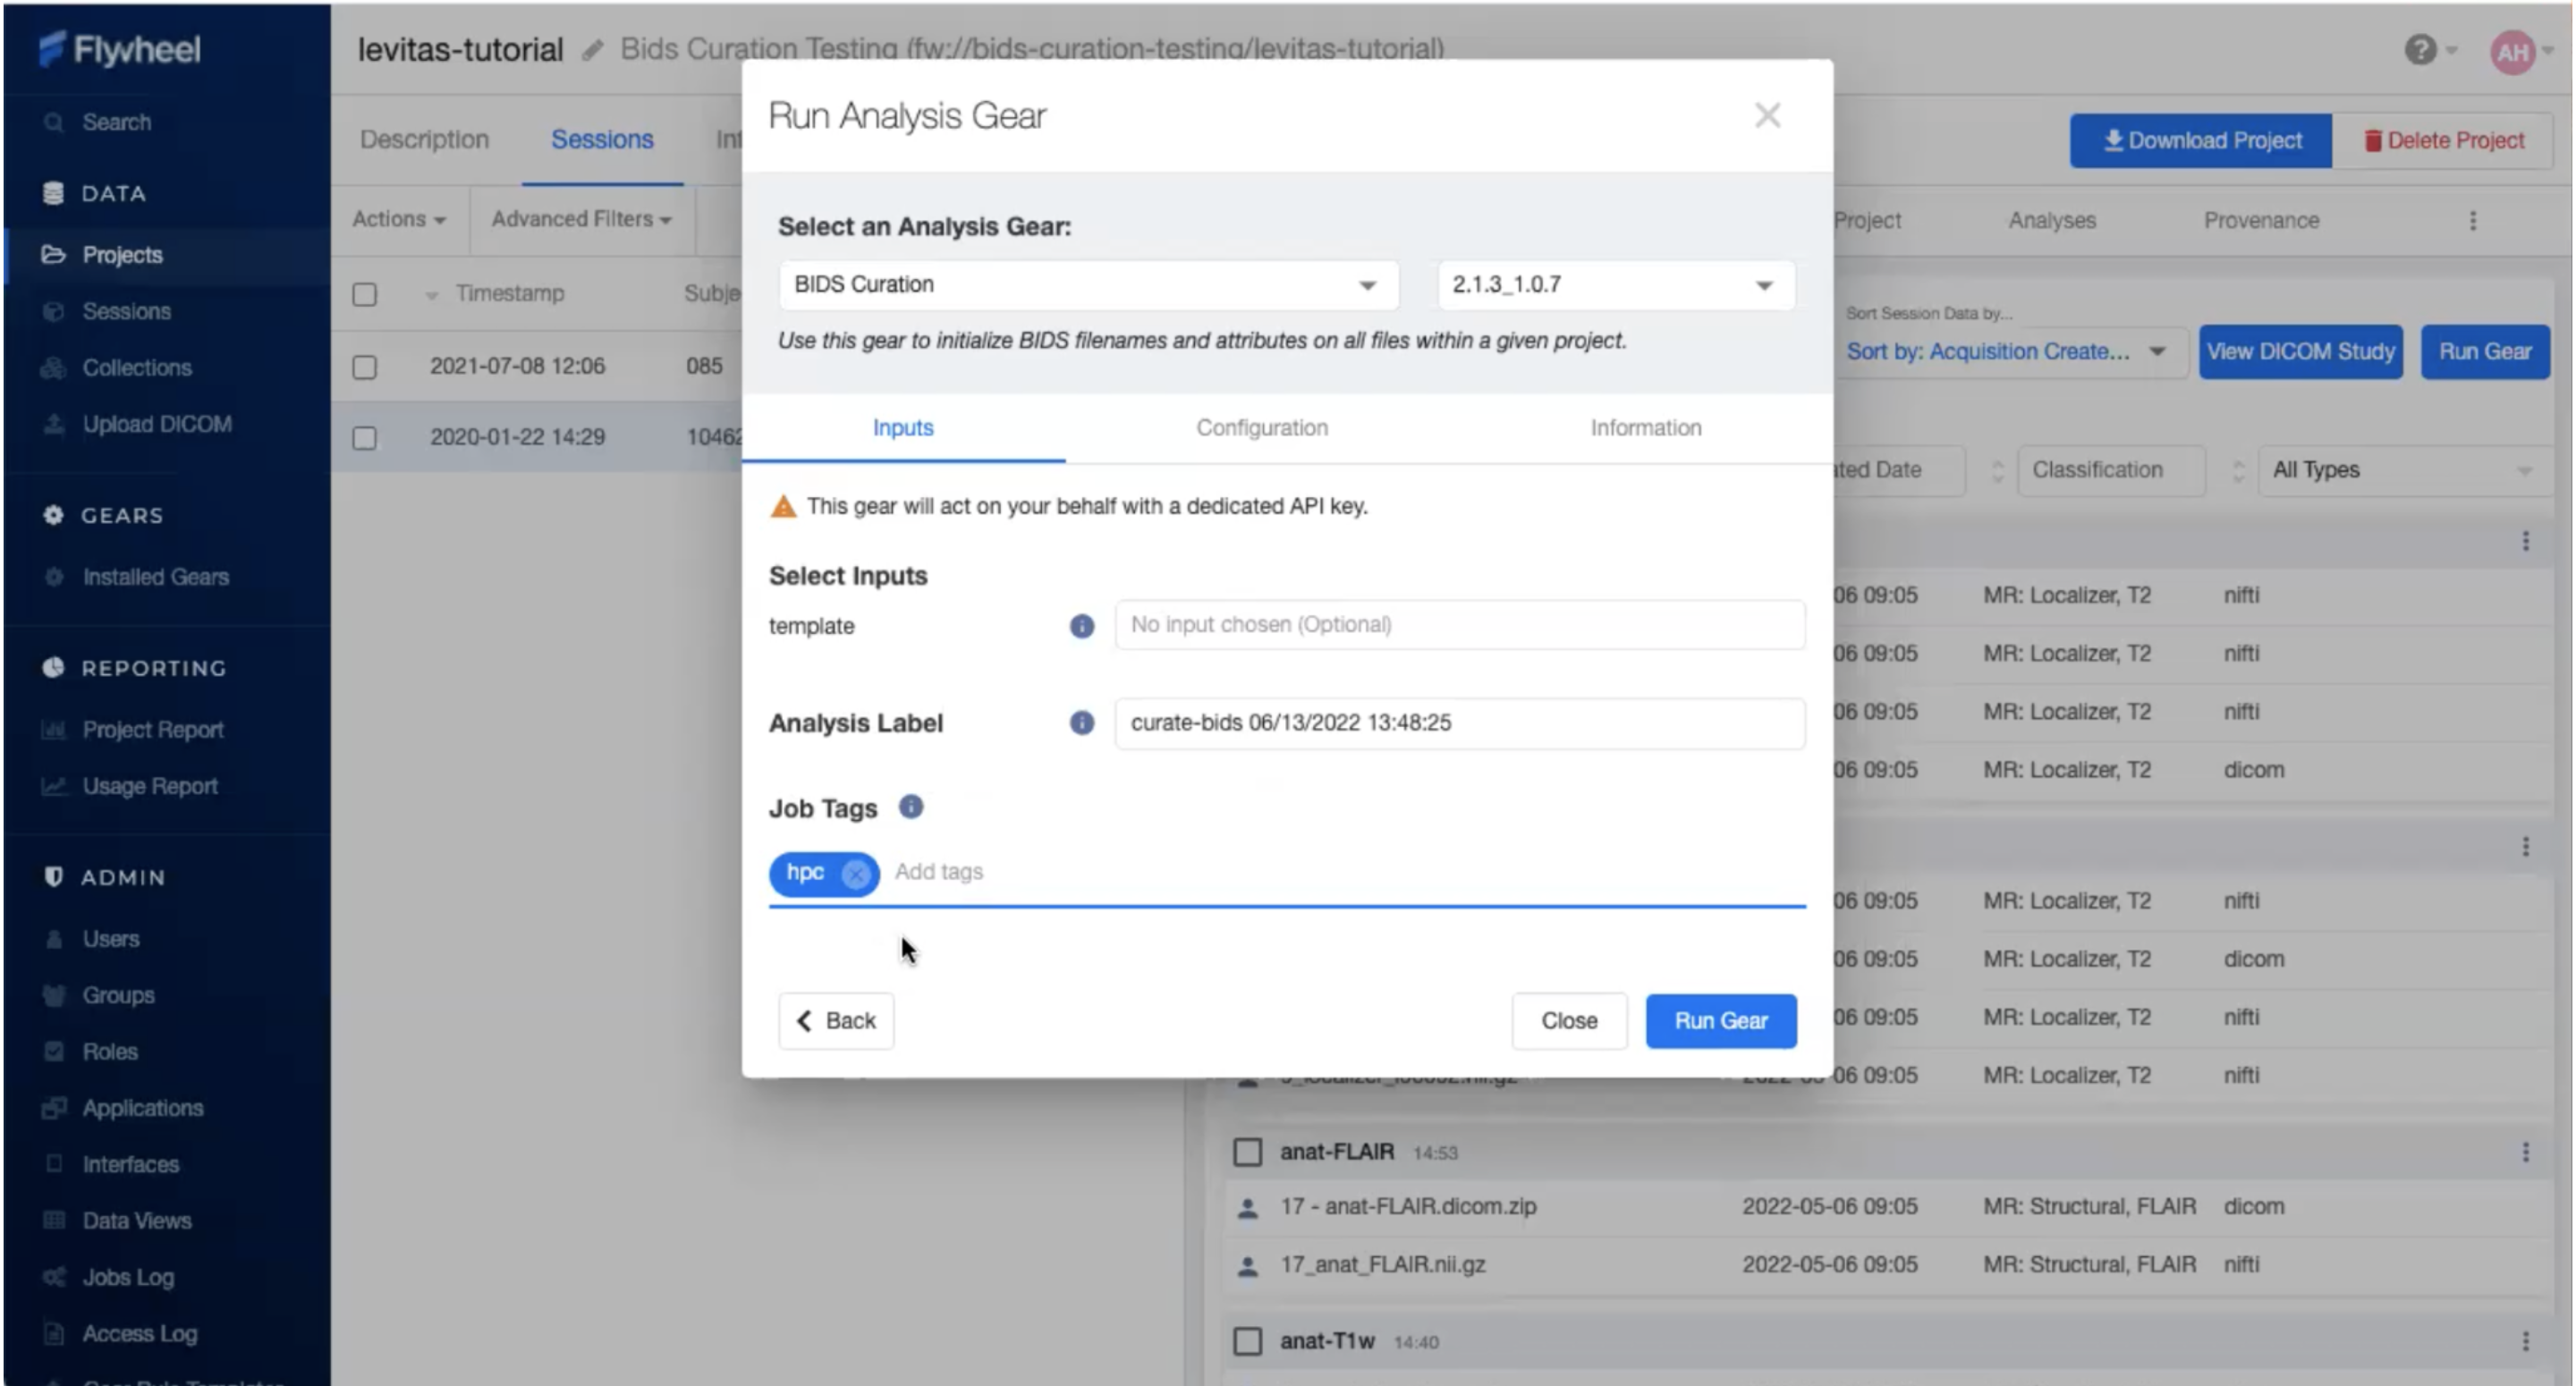 Flywheel
Search
DATA
Projects
Sessions
Collections
Upload DICOM
GEARS
Installed Gears
REPORTING
Project Report
Usage Report
ADMIN
Users
Groups
Roles
Applications
Interfaces
Data Views
Jobs Log
Access Log
levitas-tutorial Bids Curation Testing (fw://bids-curation-testing/levitas-tutorial)
? AH
Description Sessions
Download Project Delete Project
Actions Advanced Filters
Project Analyses Provenance
Timestamp
2021-07-08 12:06 085
2020-01-22 14:29 10462
Run Analysis Gear
Select an Analysis Gear:
BIDS Curation 2.1.3_1.0.7
Use this gear to initialize BIDS filenames and attributes on all files within a given project.
Inputs Configuration Information
This gear will act on your behalf with a dedicated API key.
Select Inputs
template No input chosen (Optional)
Analysis Label curate-bids 06/13/2022 13:48:25
Job Tags
hpc Add tags
Back Close Run Gear
Sort Session Data by...
Sort by: Acquisition Create... View DICOM Study Run Gear
Date Classification All Types
06 09:05 MR: Localizer, T2 nifti
06 09:05 MR: Localizer, T2 nifti
06 09:05 MR: Localizer, T2 nifti
06 09:05 MR: Localizer, T2 dicom
06 09:05 MR: Localizer, T2 nifti
06 09:05 MR: Localizer, T2 dicom
06 09:05 MR: Localizer, T2 nifti
06 09:05 MR: Localizer, T2 nifti
anat-FLAIR 14:53
17 - anat-FLAIR.dicom.zip 2022-05-06 09:05 MR: Structural, FLAIR dicom
17_anat_FLAIR.nii.gz 2022-05-06 09:05 MR: Structural, FLAIR nifti
anat-T1w 14:40